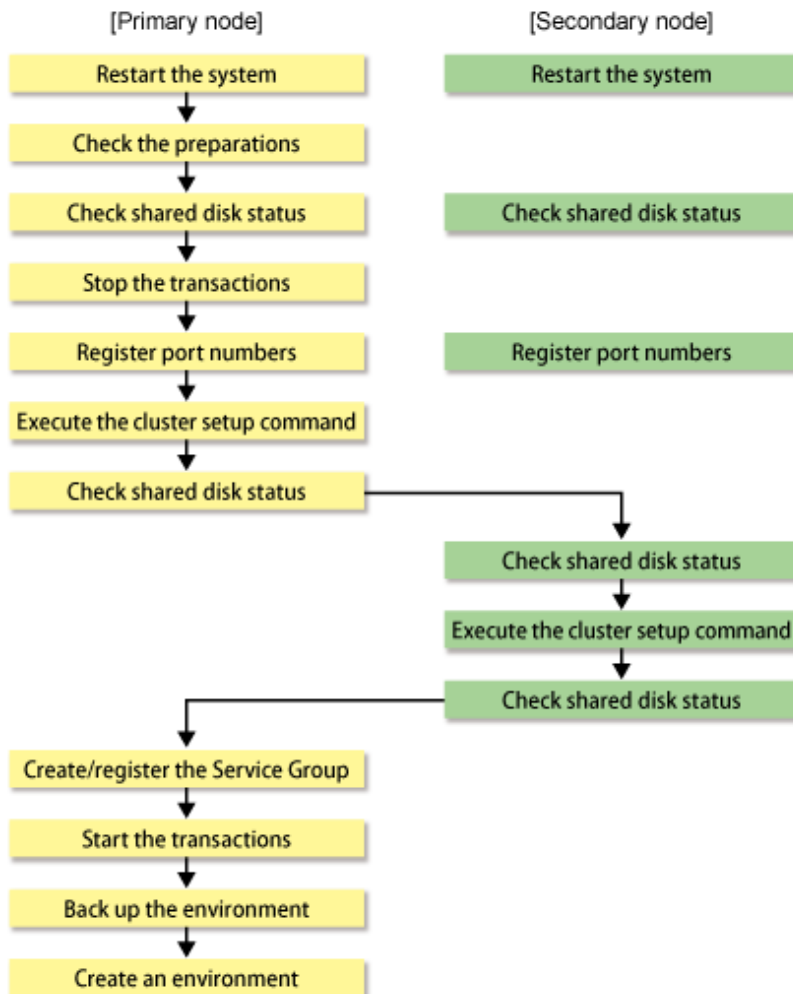 [Primary node]
[Secondary node]
Restart the system
Restart the system
Check the preparations
Check shared disk status
Check shared disk status
Stop the transactions
Register port numbers
Register port numbers
Execute the cluster setup command
Check shared disk status
Check shared disk status
Execute the cluster setup command
Check shared disk status
Create/register the Service Group
Start the transactions
Back up the environment
Create an environment